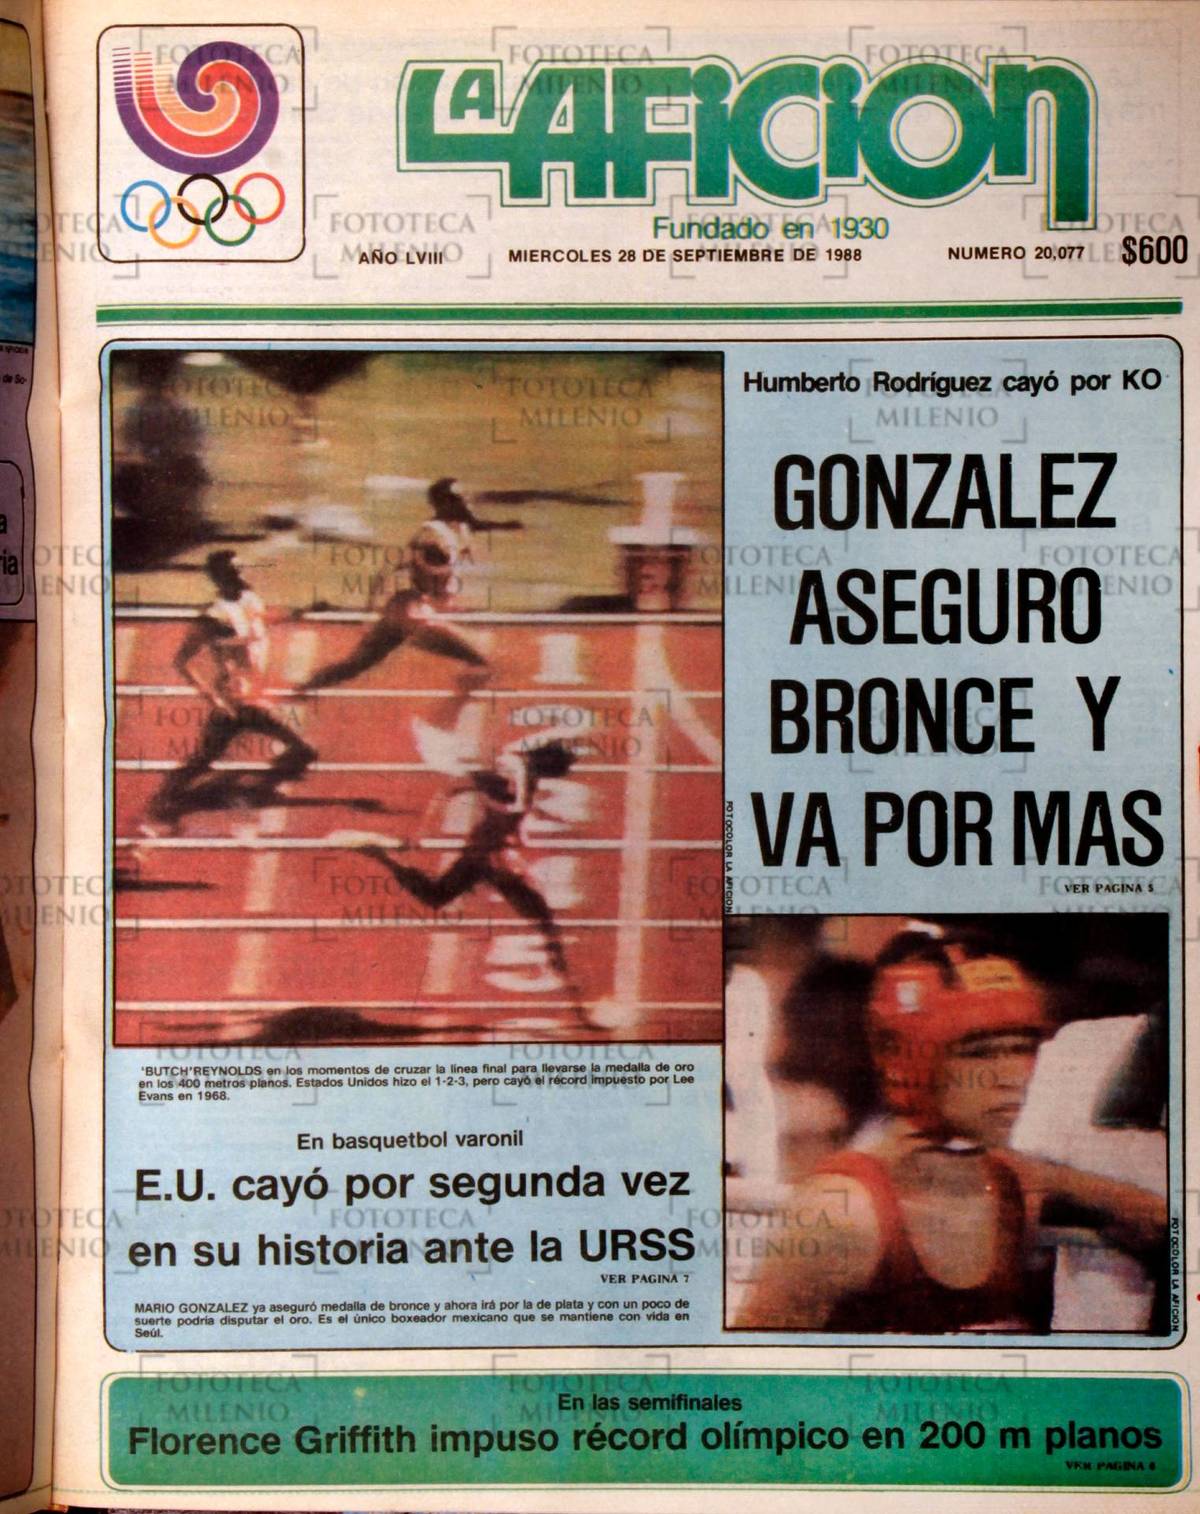 LA AFICION
Fundado en 1930
AÑO LVIII
MIERCOLES 28 DE SEPTIEMBRE DE 1988
NUMERO 20,077
$600
Humberto Rodríguez cayó por KO
GONZALEZ
ASEGURO
BRONCE Y
VA POR MAS
VER PAGINA 5
FOTOCOLOR LA AFICION
'BUTCH'REYNOLDS en los momentos de cruzar la línea final para llevarse la medalla de oro
en los 400 metros planos. Estados Unidos hizo el 1-2-3, pero cayó el récord impuesto por Lee
Evans en 1968.
En basquetbol varonil
E.U. cayó por segunda vez
en su historia ante la URSS
VER PAGINA 7
MARIO GONZALEZ ya aseguró medalla de bronce y ahora irá por la de plata y con un poco de
suerte podría disputar el oro. Es el único boxeador mexicano que se mantiene con vida en
Seúl.
FOTOCOLOR LA AFICION
En las semifinales
Florence Griffith impuso récord olímpico en 200 m planos
VER PAGINA 6
FOTOTECA
MILENIO